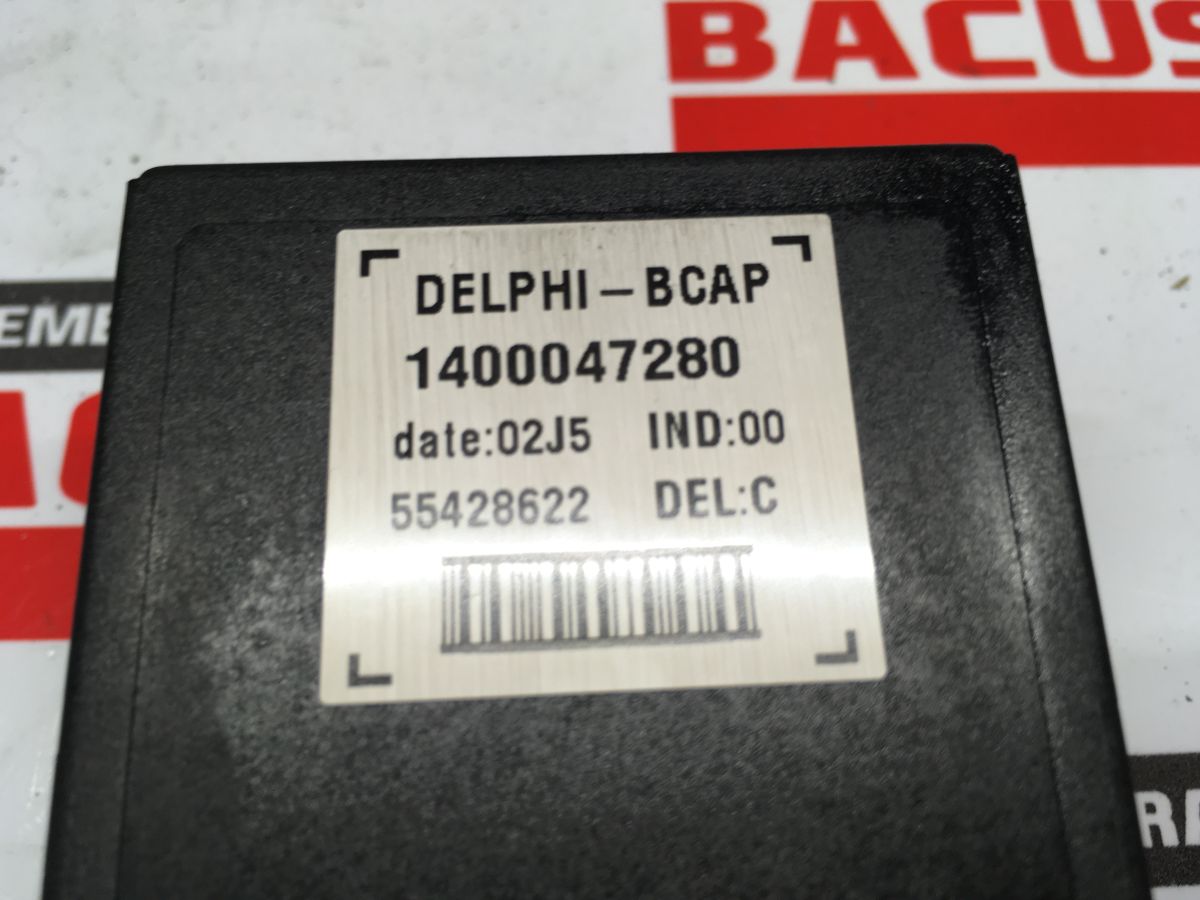 BACUS
DELPHI – BCAP
1400047280
date:02J5 IND:00
55428622 DEL:C